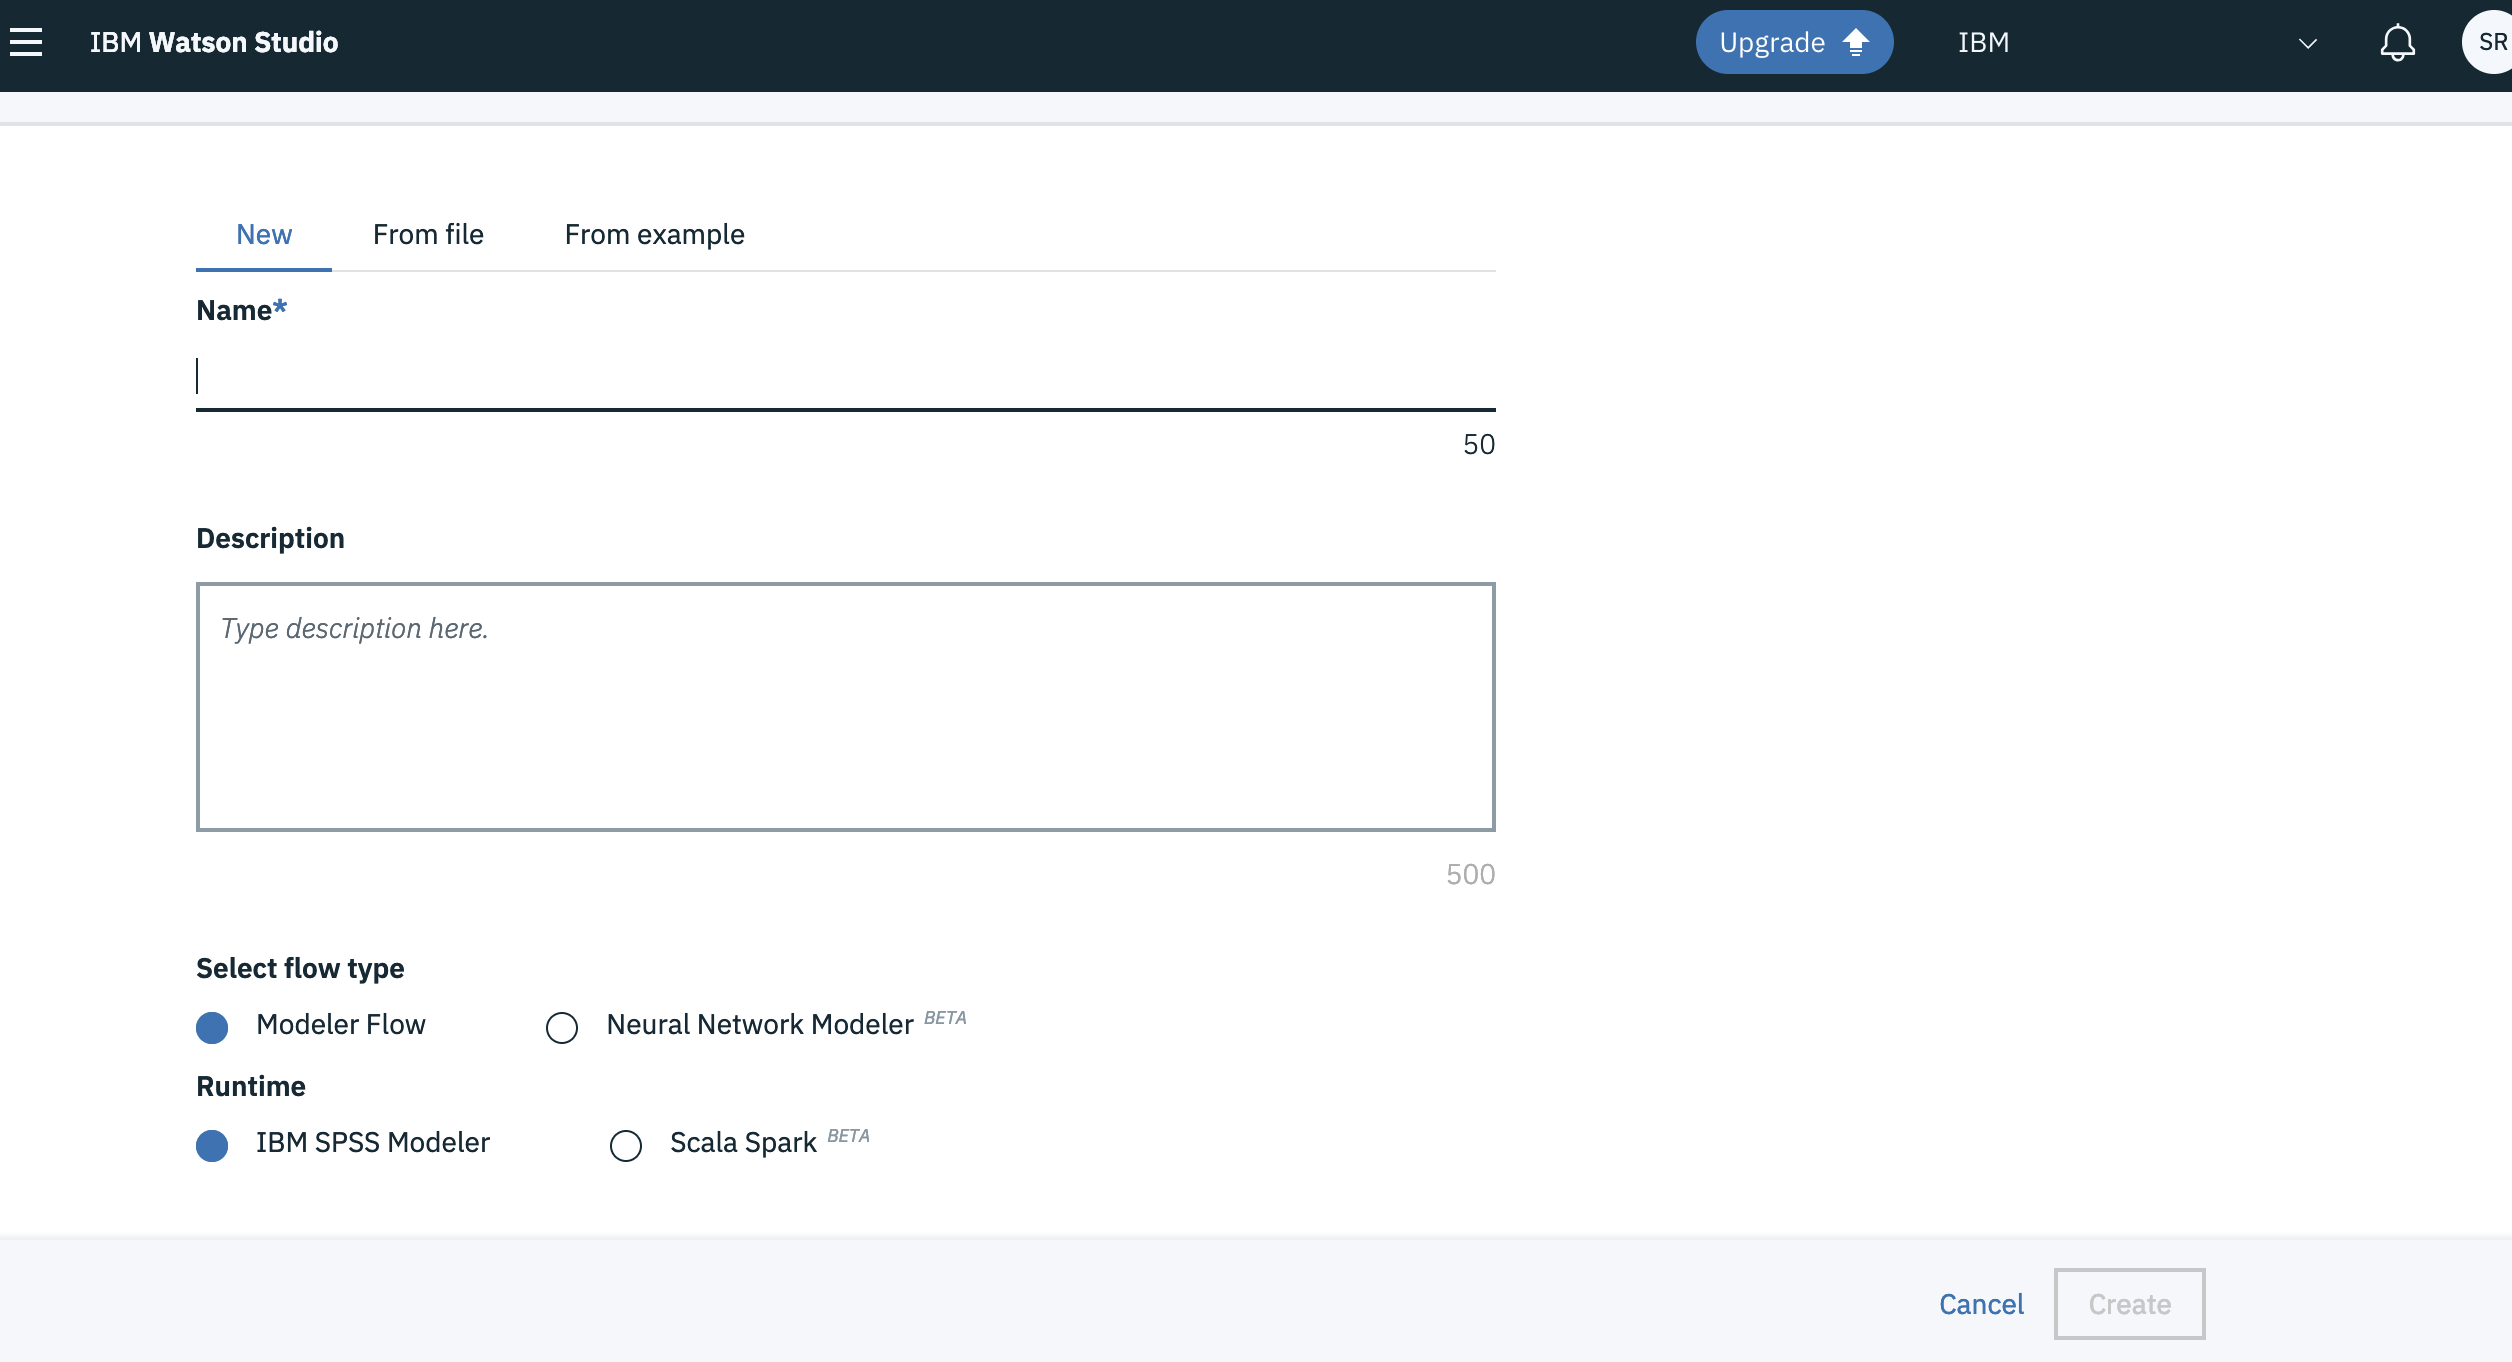 IBM Watson Studio Upgrade IBM SR
New From file From example
Name*
50
Description
Type description here.
500
Select flow type
Modeler Flow Neural Network Modeler BETA
Runtime
IBM SPSS Modeler Scala Spark BETA
Cancel Create